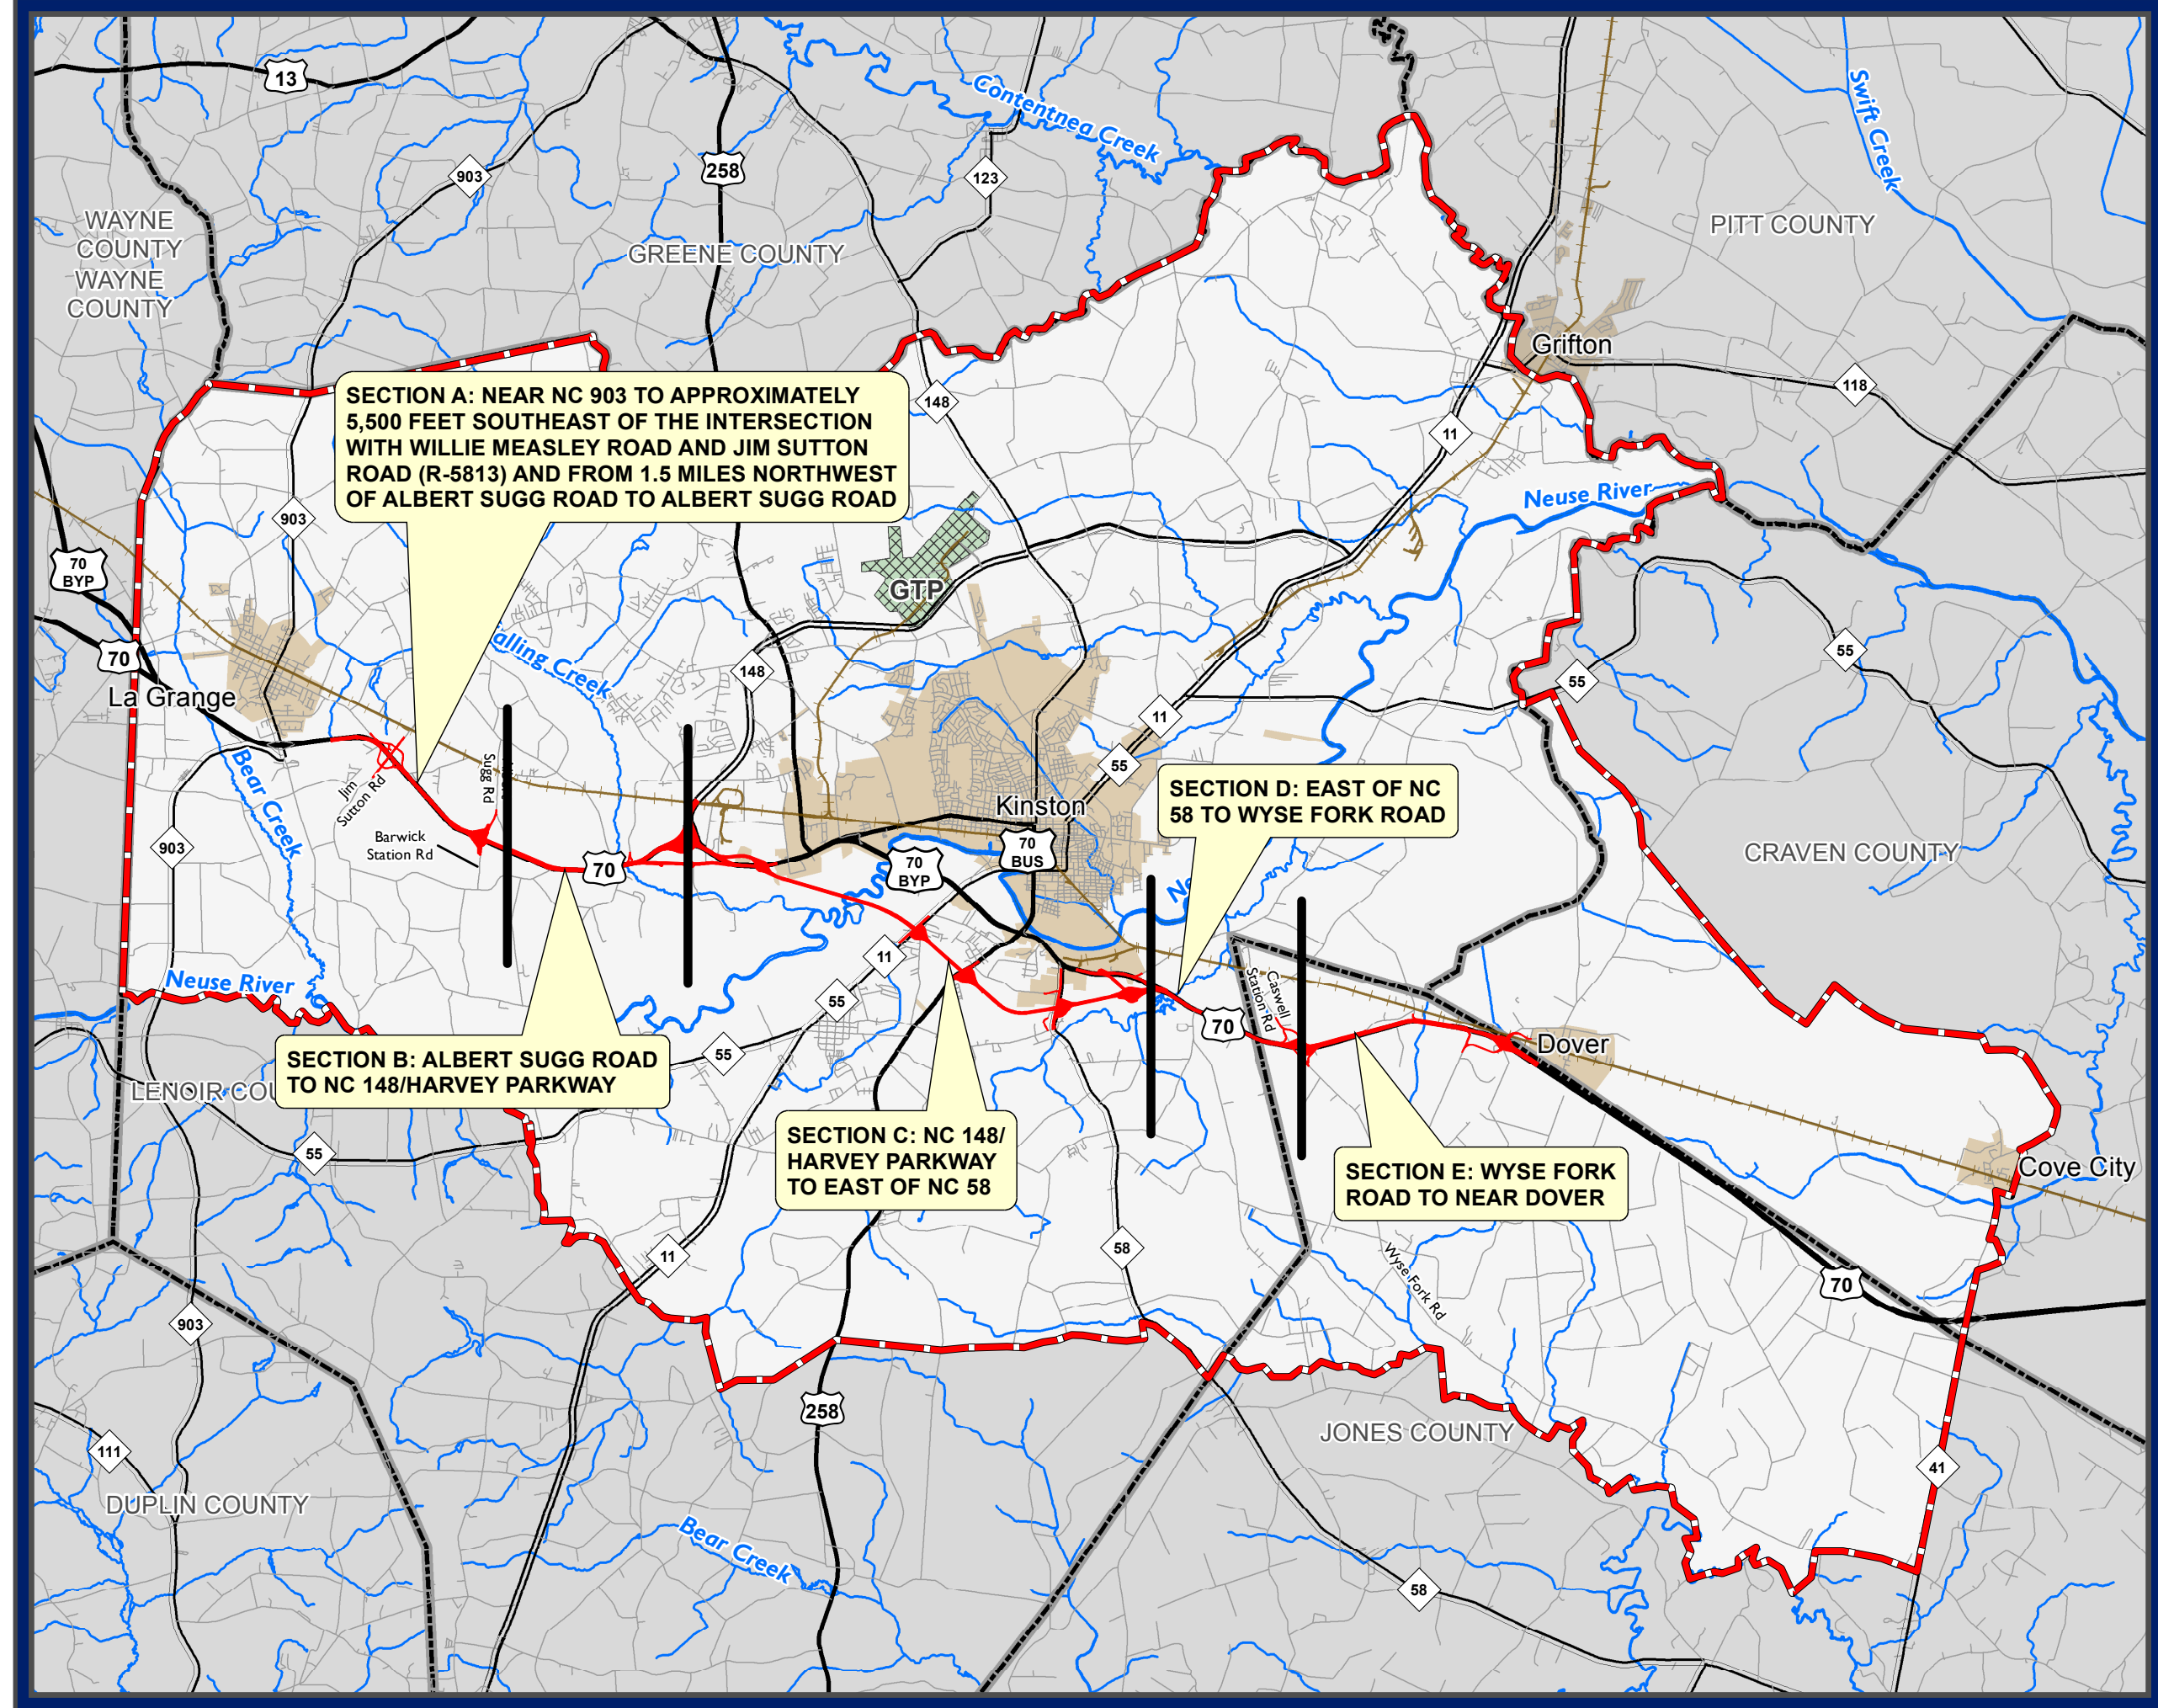 13
Contentnea Creek
Swift Creek
258
903
123
WAYNE
COUNTY
PITT COUNTY
GREENE COUNTY
WAYNE
COUNTY
Grifton
118
SECTION A: NEAR NC 903 TO APPROXIMATELY
5,500 FEET SOUTHEAST OF THE INTERSECTION
WITH WILLIE MEASLEY ROAD AND JIM SUTTON
ROAD (R-5813) AND FROM 1.5 MILES NORTHWEST
OF ALBERT SUGG ROAD TO ALBERT SUGG ROAD
148
11
Neuse River
903
70
BYP
GTP
70
La Grange
alling Creek
148
55
55
11
55
Bear Creek
Jim
Sutton Rd
Sugg Rd
Kinston
SECTION D: EAST OF NC
58 TO WYSE FORK ROAD
Barwick
Station Rd
903
70
70
BYP
70
BUS
CRAVEN COUNTY
Ne
11
Neuse River
55
Caswell
Station Rd
70
Dover
SECTION B: ALBERT SUGG ROAD
TO NC 148/HARVEY PARKWAY
55
LENOIR COU
SECTION C: NC 148/
HARVEY PARKWAY
TO EAST OF NC 58
55
SECTION E: WYSE FORK
ROAD TO NEAR DOVER
Cove City
11
58
Wyse Fork Rd
70
903
258
JONES COUNTY
111
41
DUPLIN COUNTY
Bear Creek
58